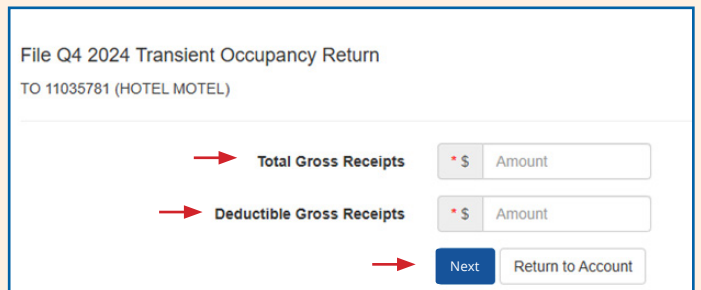 File Q4 2024 Transient Occupancy Return
TO 11035781 (HOTEL MOTEL)
Total Gross Receipts * $ Amount
Deductible Gross Receipts * $ Amount
Next Return to Account